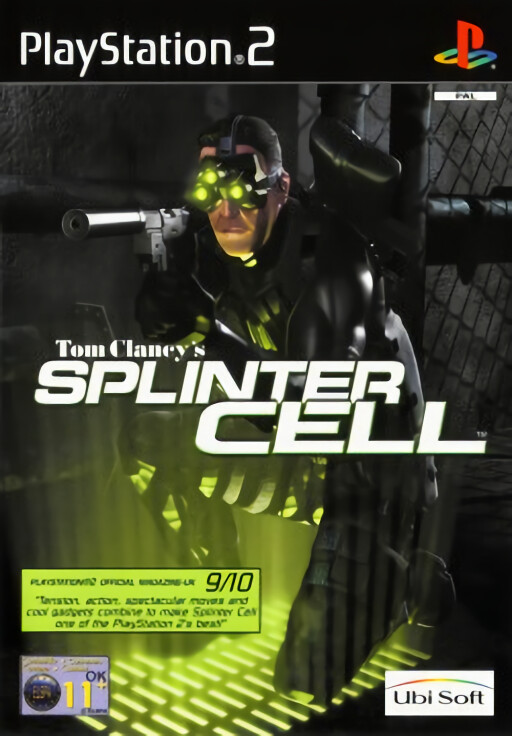 PlayStation®2
PAL
Tom Clancy's
SPLINTER
CELL™
PLAYSTATION®2 OFFICIAL MAGAZINE-UK 9/10
"Tension, action, spectacular moves and
cool gadgets combine to make Splinter Cell
one of the PlayStation 2's best"
OK
11+
Ubi Soft